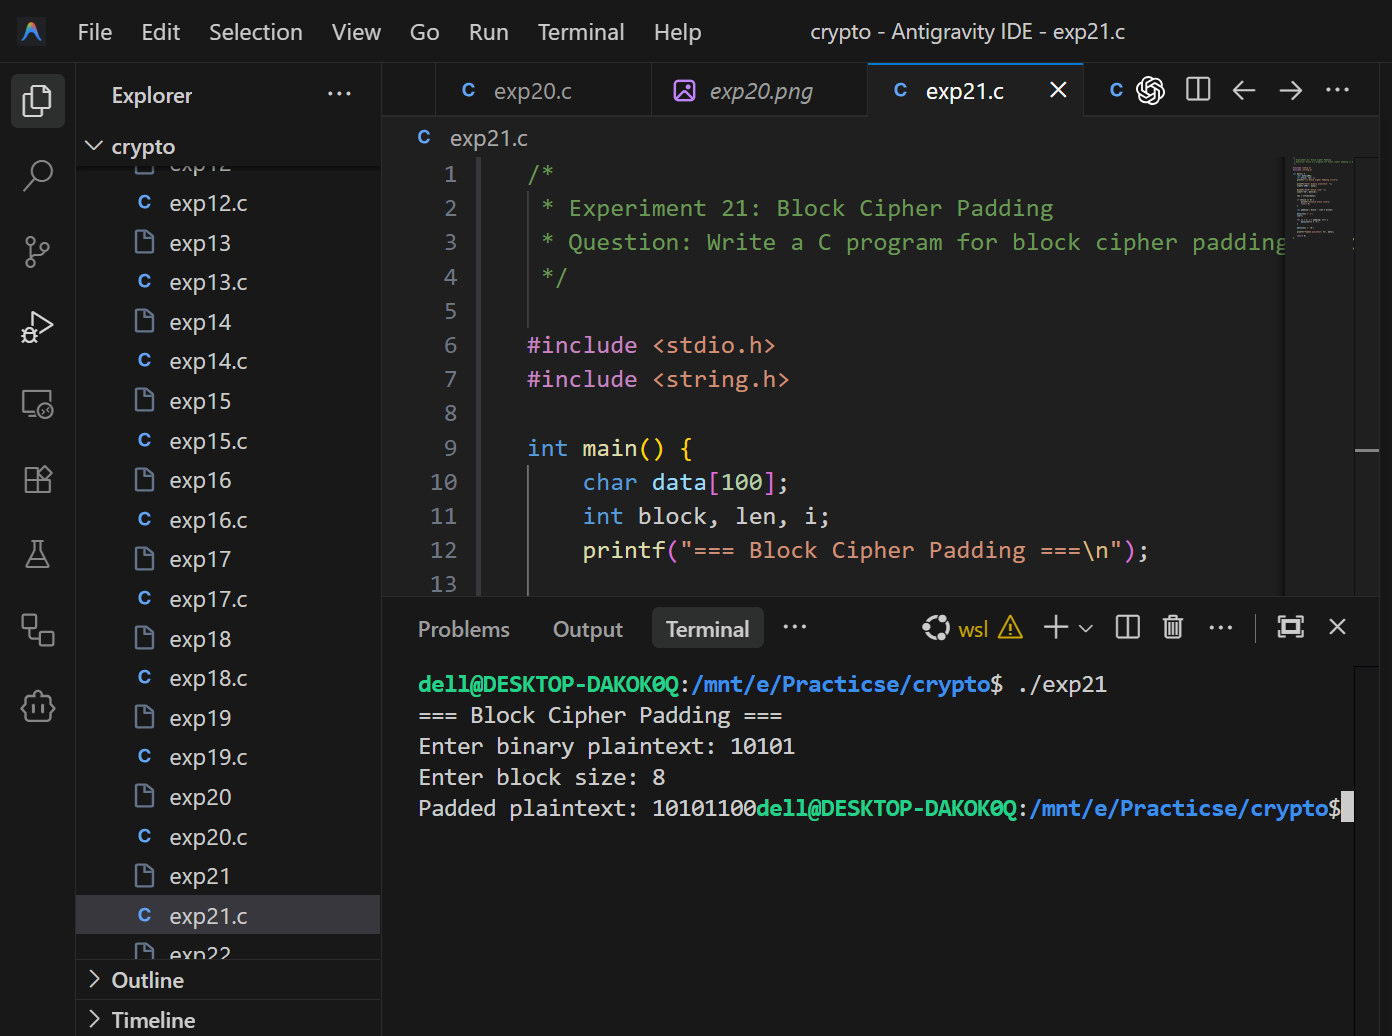 File Edit Selection View Go Run Terminal Help crypto - Antigravity IDE - exp21.c
Explorer
crypto
exp12
exp12.c
exp13
exp13.c
exp14
exp14.c
exp15
exp15.c
exp16
exp16.c
exp17
exp17.c
exp18
exp18.c
exp19
exp19.c
exp20
exp20.c
exp21
exp21.c
exp22
Outline
Timeline
C exp20.c exp20.png C exp21.c C
C exp21.c
1 /*
2 * Experiment 21: Block Cipher Padding
3 * Question: Write a C program for block cipher padding
4 */
5
6 #include <stdio.h>
7 #include <string.h>
8
9 int main() {
10 char data[100];
11 int block, len, i;
12 printf("=== Block Cipher Padding ===\n");
13
Problems Output Terminal wsl
dell@DESKTOP-DAKOK0Q:/mnt/e/Practicse/crypto$ ./exp21
=== Block Cipher Padding ===
Enter binary plaintext: 10101
Enter block size: 8
Padded plaintext: 10101100dell@DESKTOP-DAKOK0Q:/mnt/e/Practicse/crypto$